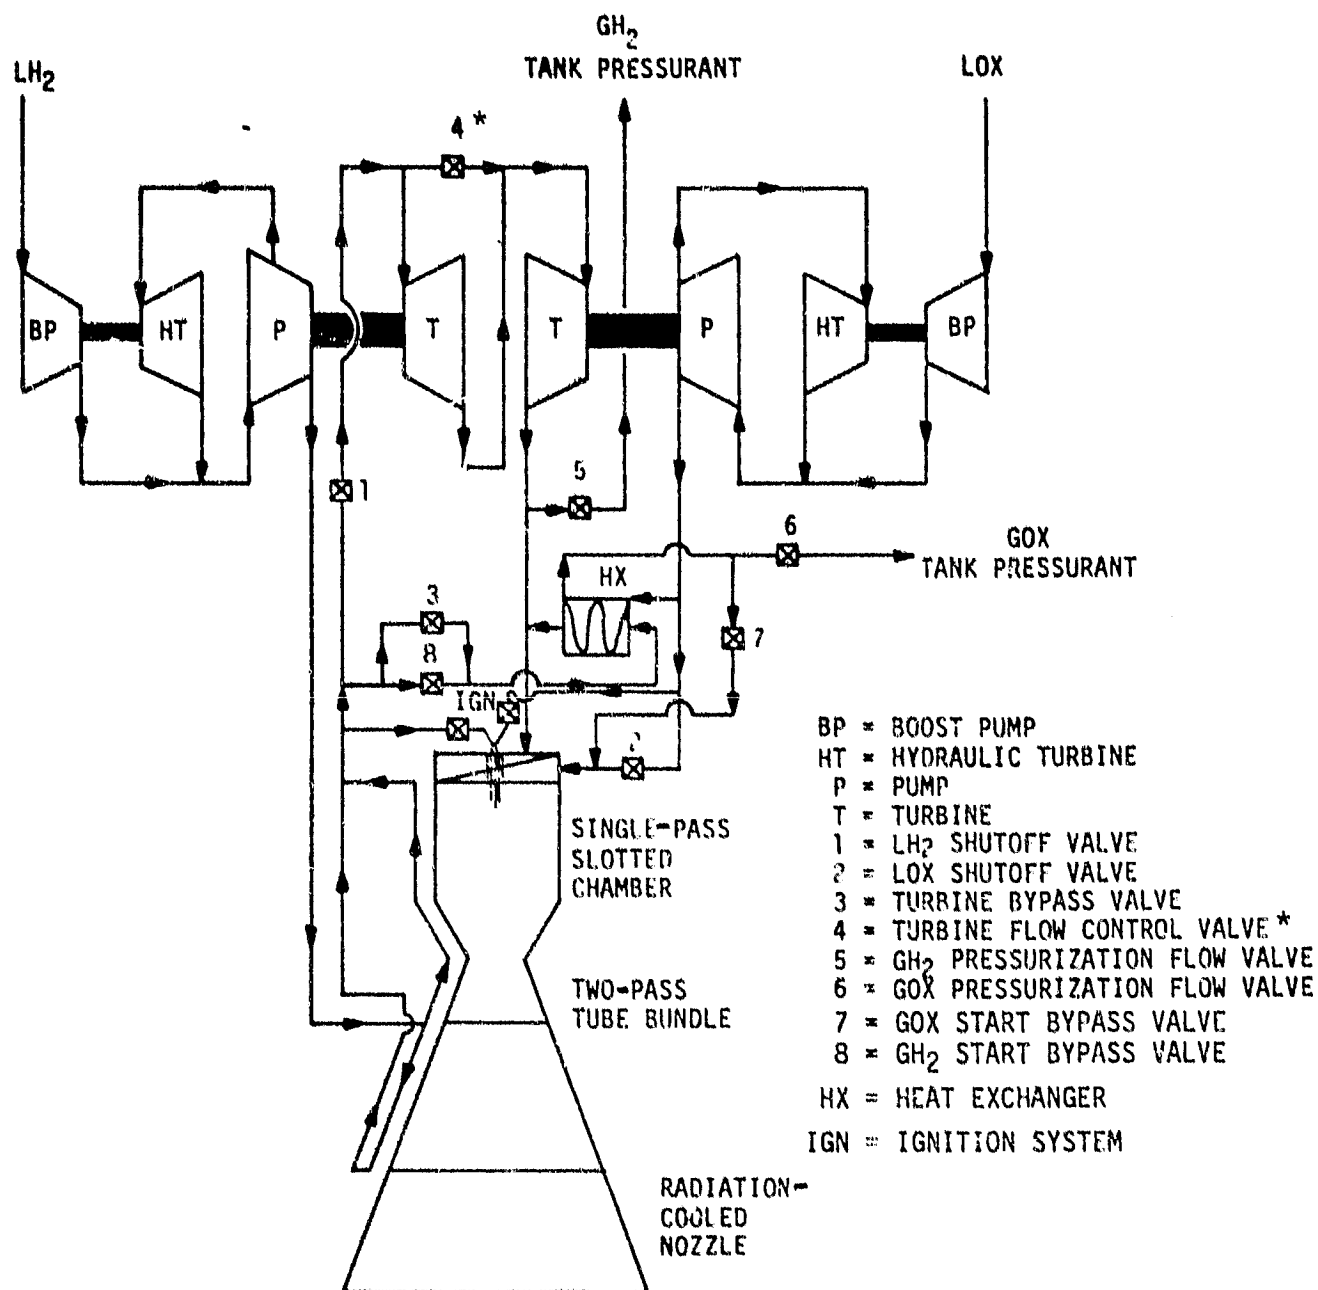 GH2
TANK PRESSURANT
LH2
LOX
4*
BP
HT
P
T
T
P
HT
BP
1
5
6
GOX
TANK PRESSURANT
HX
3
7
8
IGN
2
SINGLE-PASS
SLOTTED
CHAMBER
TWO-PASS
TUBE BUNDLE
RADIATION-
COOLED
NOZZLE
BP = BOOST PUMP
HT = HYDRAULIC TURBINE
P = PUMP
T = TURBINE
1 = LH2 SHUTOFF VALVE
2 = LOX SHUTOFF VALVE
3 = TURBINE BYPASS VALVE
4 = TURBINE FLOW CONTROL VALVE*
5 = GH2 PRESSURIZATION FLOW VALVE
6 = GOX PRESSURIZATION FLOW VALVE
7 = GOX START BYPASS VALVE
8 = GH2 START BYPASS VALVE
HX = HEAT EXCHANGER
IGN = IGNITION SYSTEM